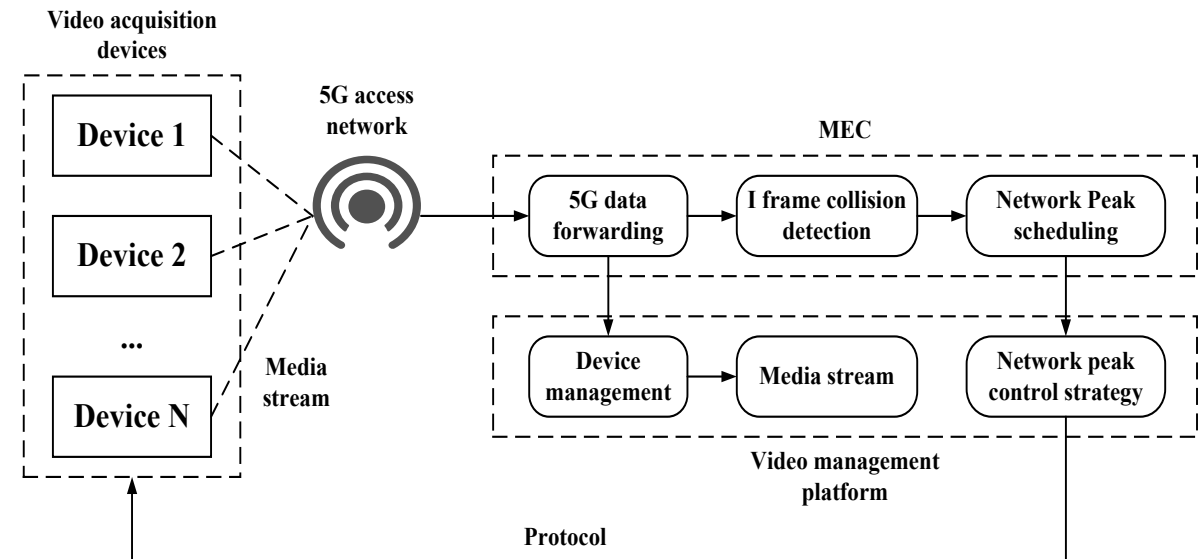 Video acquisition
devices
Device 1
Device 2
...
Device N
5G access
network
Media
stream
MEC
5G data
forwarding
I frame collision
detection
Network Peak
scheduling
Device
management
Media stream
Network peak
control strategy
Video management
platform
Protocol